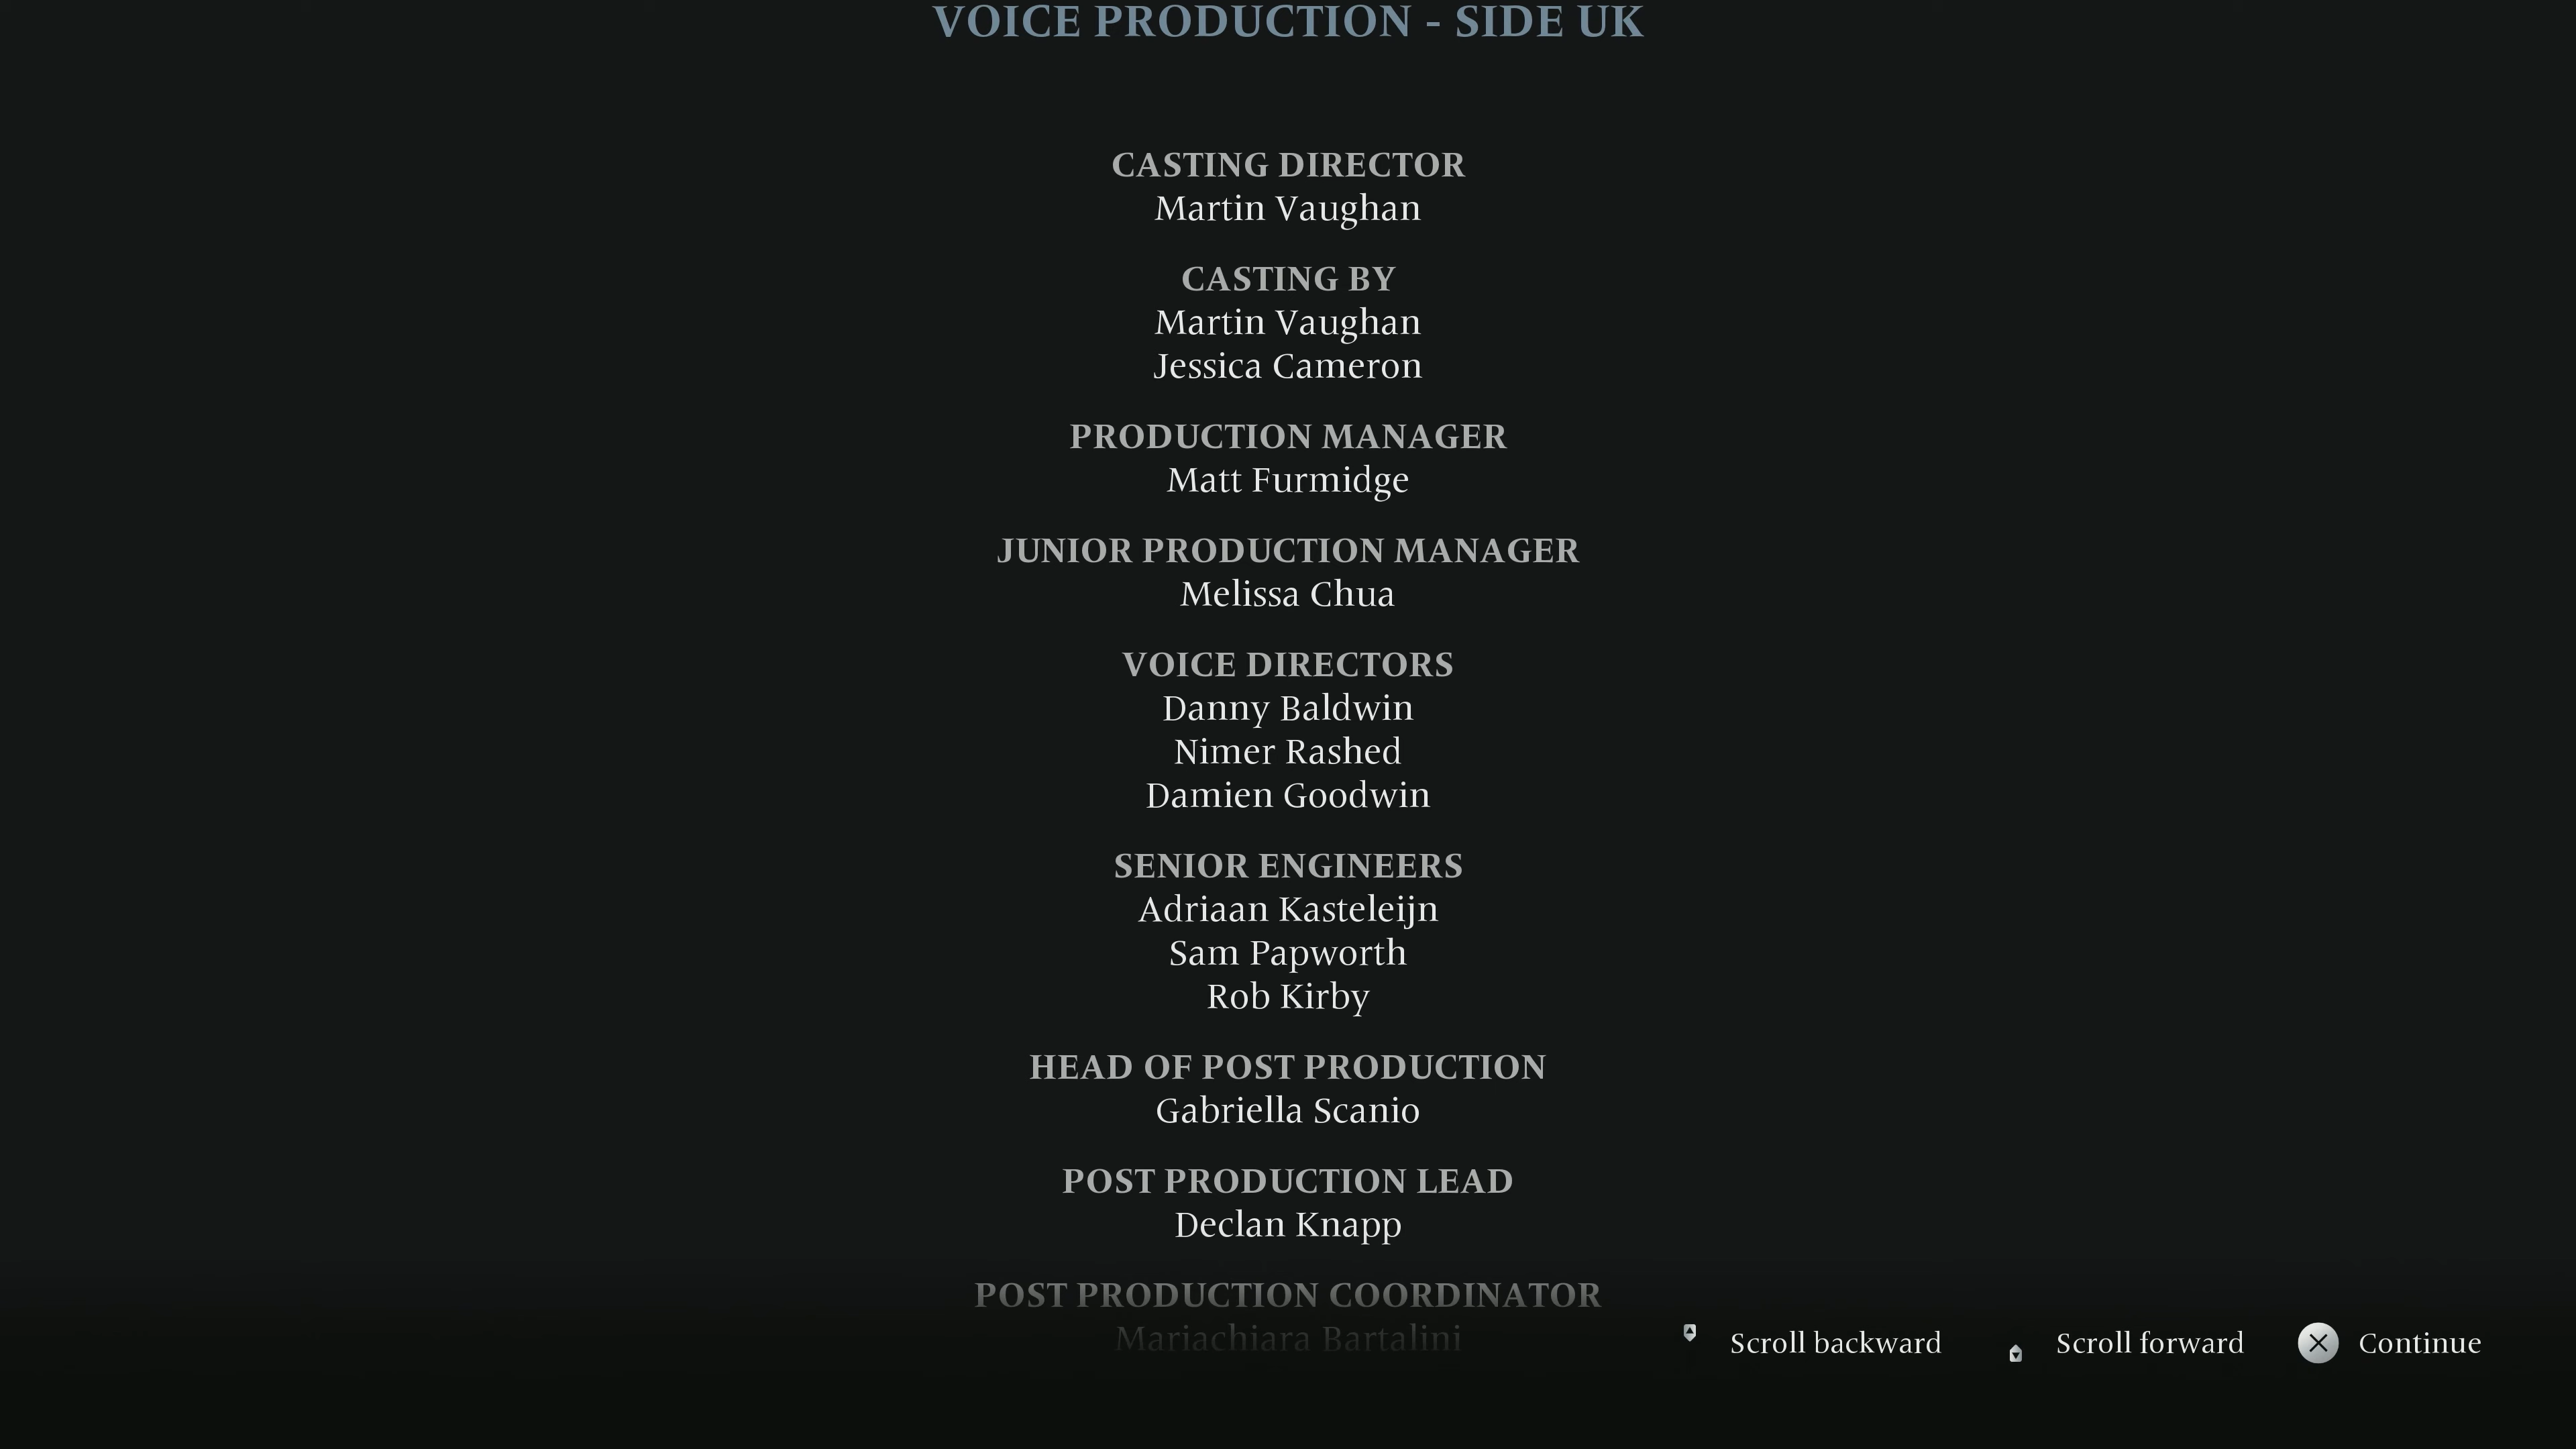 VOICE PRODUCTION - SIDE UK
CASTING DIRECTOR
Martin Vaughan
CASTING BY
Martin Vaughan
Jessica Cameron
PRODUCTION MANAGER
Matt Furmidge
JUNIOR PRODUCTION MANAGER
Melissa Chua
VOICE DIRECTORS
Danny Baldwin
Nimer Rashed
Damien Goodwin
SENIOR ENGINEERS
Adriaan Kasteleijn
Sam Papworth
Rob Kirby
HEAD OF POST PRODUCTION
Gabriella Scanio
POST PRODUCTION LEAD
Declan Knapp
POST PRODUCTION COORDINATOR
Mariachiara Bartalini
Scroll backward Scroll forward Continue